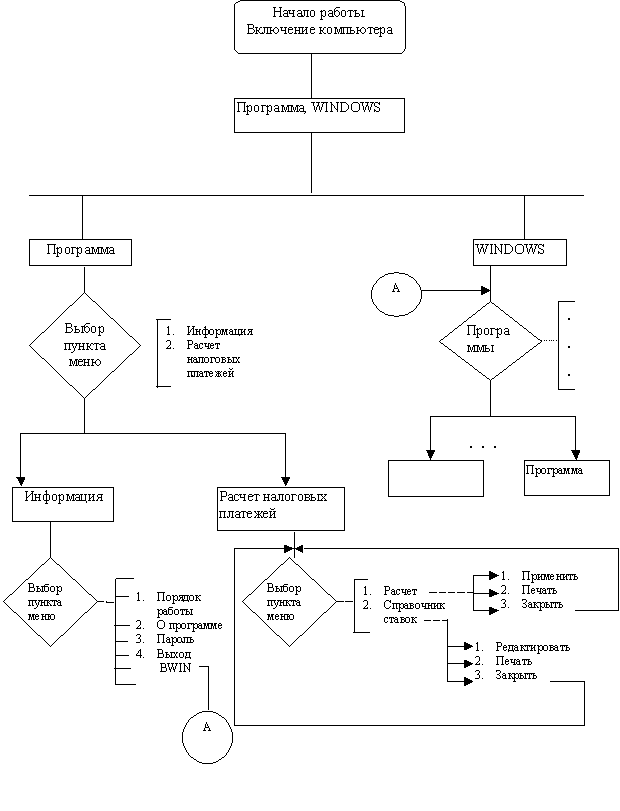 Начало работы
Включение компьютера
Программа, WINDOWS
Программа
WINDOWS
А
Выбор
пункта
меню
1. Информация
2. Расчет
налоговых
платежей
Програ
ммы
.
.
.
. . .
Программа
Информация
Расчет налоговых
платежей
Выбор
пункта
меню
1. Порядок
работы
2. О программе
3. Пароль
4. Выход
BWIN
А
Выбор
пункта
меню
1. Расчет
2. Справочник
ставок
1. Применить
2. Печать
3. Закрыть
1. Редактировать
2. Печать
3. Закрыть